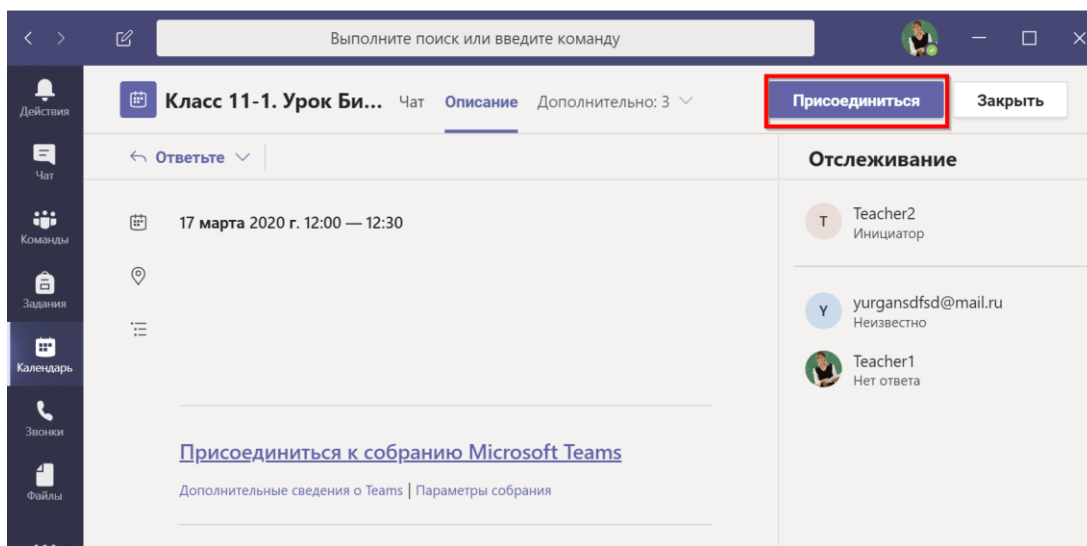 Выполните поиск или введите команду
Действия
Чат
Команды
Задания
Календарь
Звонки
Файлы
Класс 11-1. Урок Би... Чат Описание Дополнительно: 3
Присоединиться Закрыть
Ответьте
17 марта 2020 г. 12:00 — 12:30
Присоединиться к собранию Microsoft Teams
Дополнительные сведения о Teams | Параметры собрания
Отслеживание
T
Teacher2
Инициатор
Y
yurgansdfsd@mail.ru
Неизвестно
Teacher1
Нет ответа